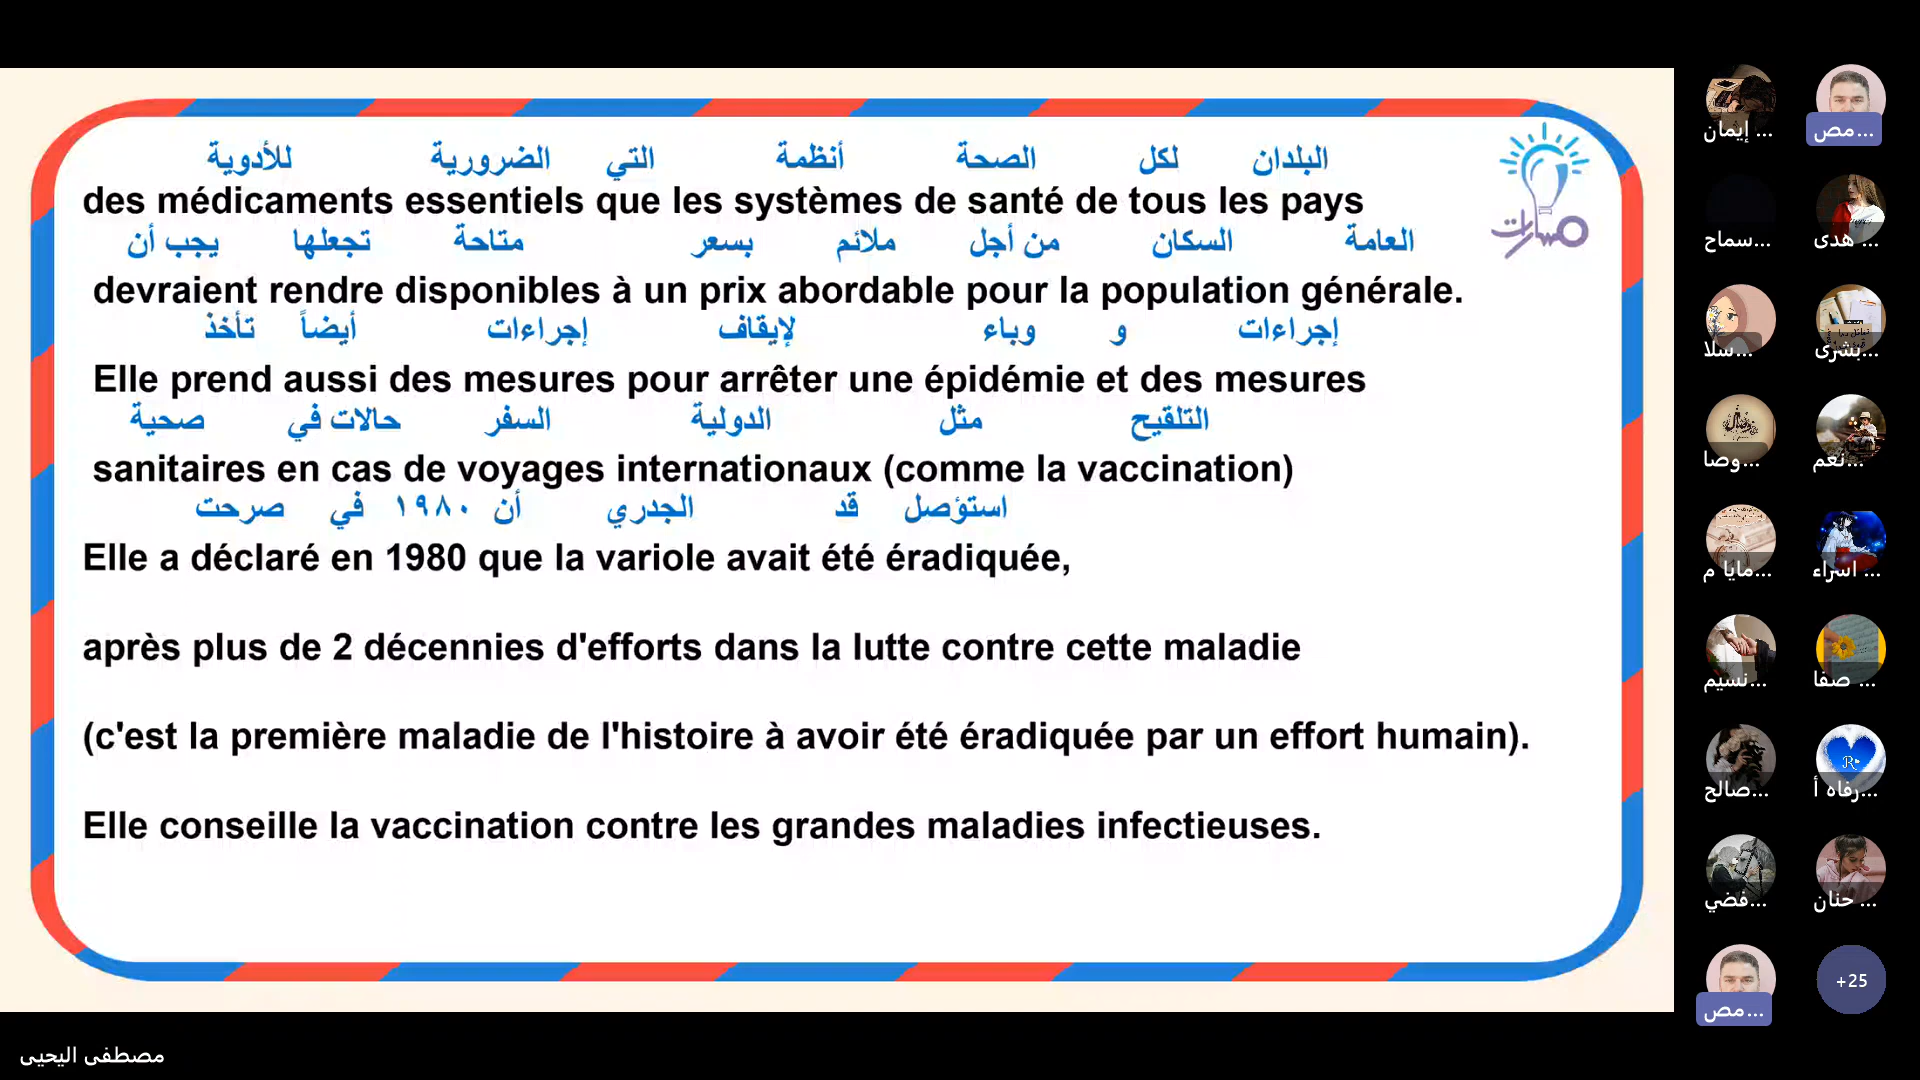 للأدوية الضرورية التي أنظمة الصحة لكل البلدان
des médicaments essentiels que les systèmes de santé de tous les pays
يجب أن تجعلها متاحة بسعر ملائم من أجل السكان العامة
devraient rendre disponibles à un prix abordable pour la population générale.
تأخذ أيضاً إجراءات لإيقاف وباء و إجراءات
Elle prend aussi des mesures pour arrêter une épidémie et des mesures
صحية حالات في السفر الدولية مثل التلقيح
sanitaires en cas de voyages internationaux (comme la vaccination)
صرحت في ١٩٨٠ أن الجدري قد استؤصل
Elle a déclaré en 1980 que la variole avait été éradiquée,
après plus de 2 décennies d'efforts dans la lutte contre cette maladie
(c'est la première maladie de l'histoire à avoir été éradiquée par un effort humain).
Elle conseille la vaccination contre les grandes maladies infectieuses.
مسارات
إيمان ...
مص...
سماح...
هدى ...
سلا...
بشرى...
وصا...
نعم...
مايا م...
اسراء ...
نسيم...
صفا ...
صالح...
رفاه أ...
فضي...
حنان ...
مص...
+25
مصطفى اليحيى